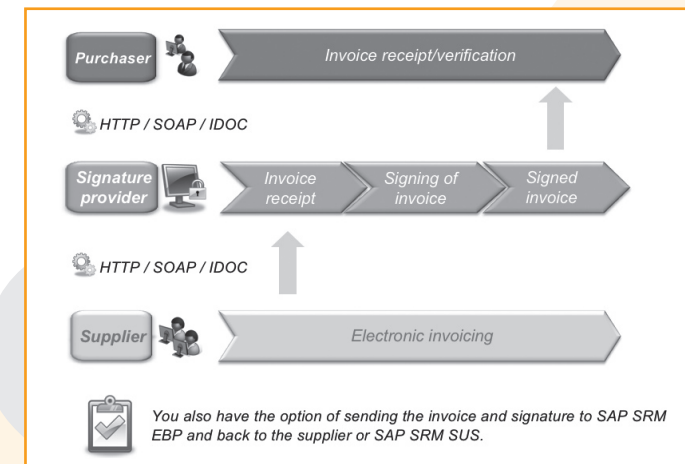 Purchaser
Invoice receipt/verification
HTTP / SOAP / IDOC
Signature
provider
Invoice
receipt
Signing of
invoice
Signed
invoice
HTTP / SOAP / IDOC
Supplier
Electronic invoicing
You also have the option of sending the invoice and signature to SAP SRM
EBP and back to the supplier or SAP SRM SUS.